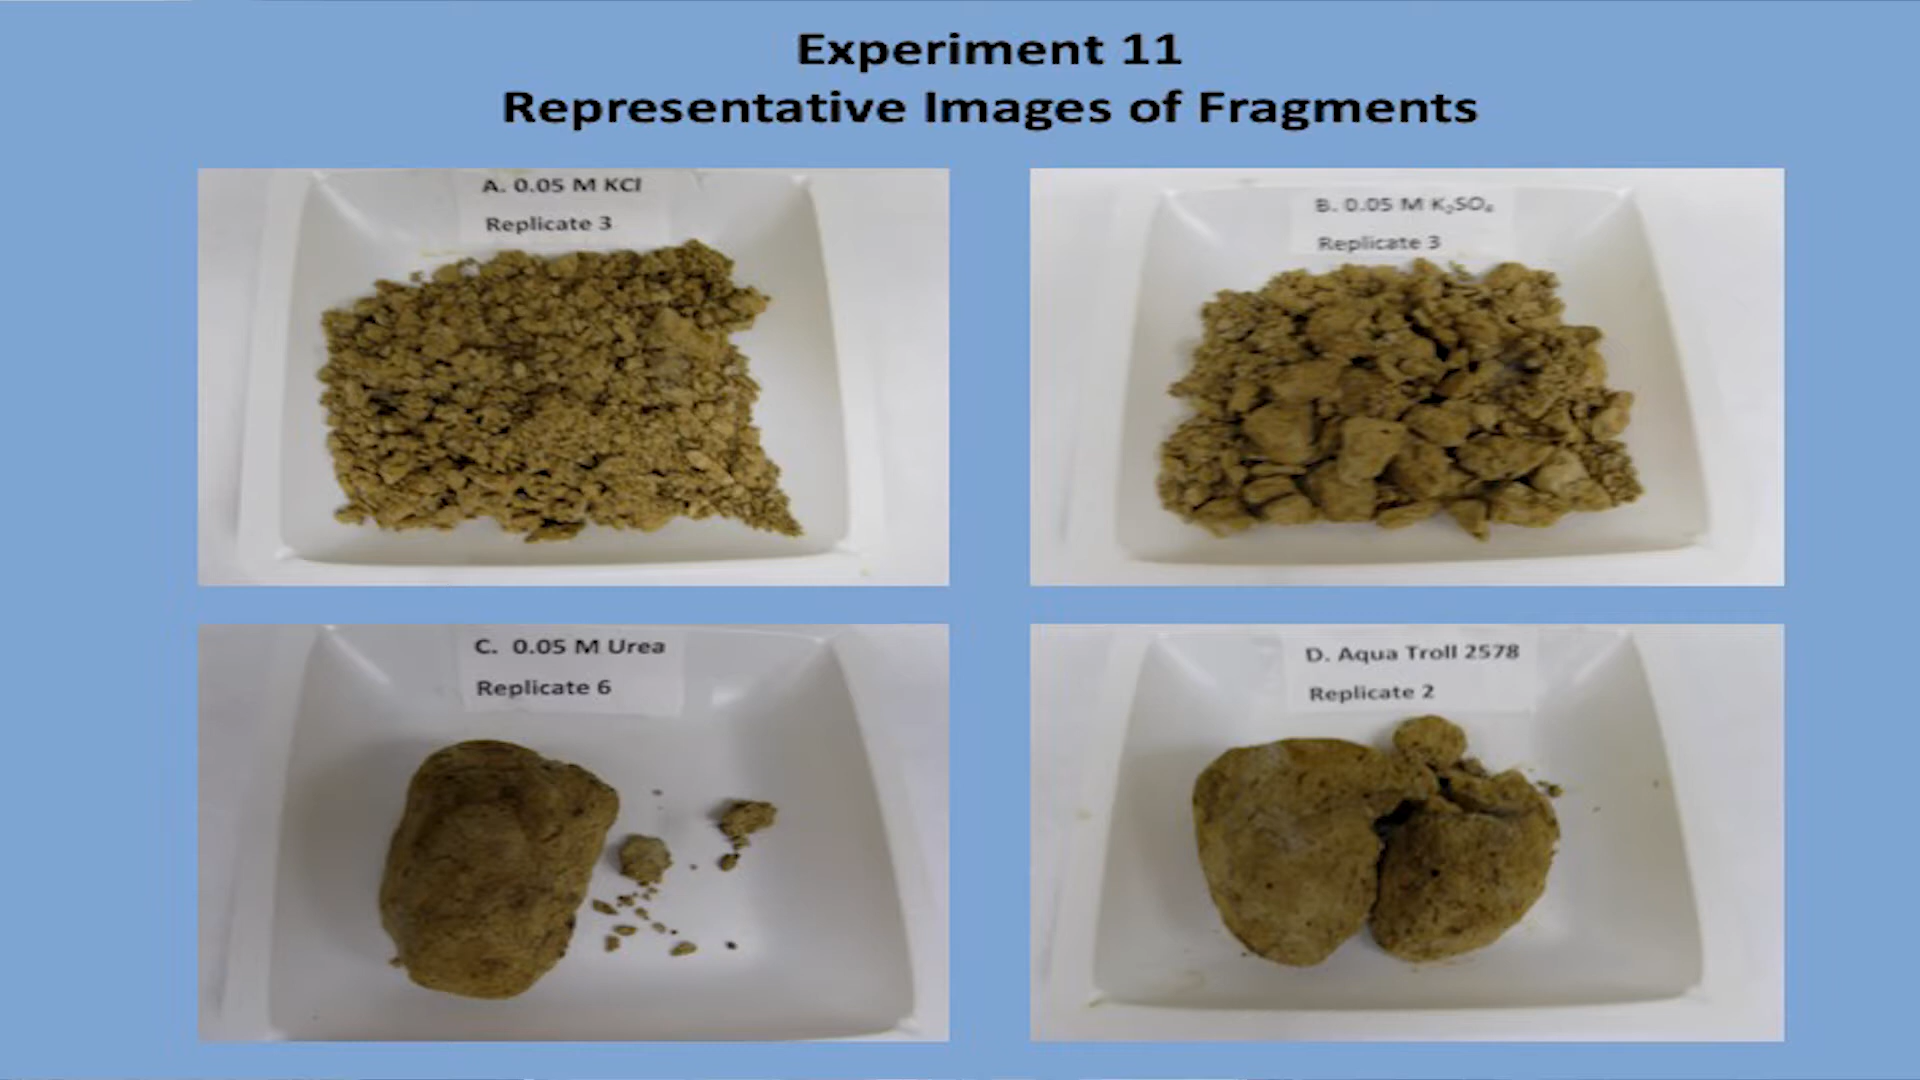 Experiment 11
Representative Images of Fragments
A. 0.05 M KCl
Replicate 3
B. 0.05 M K₂SO₄
Replicate 3
C. 0.05 M Urea
Replicate 6
D. Aqua Troll 2578
Replicate 2